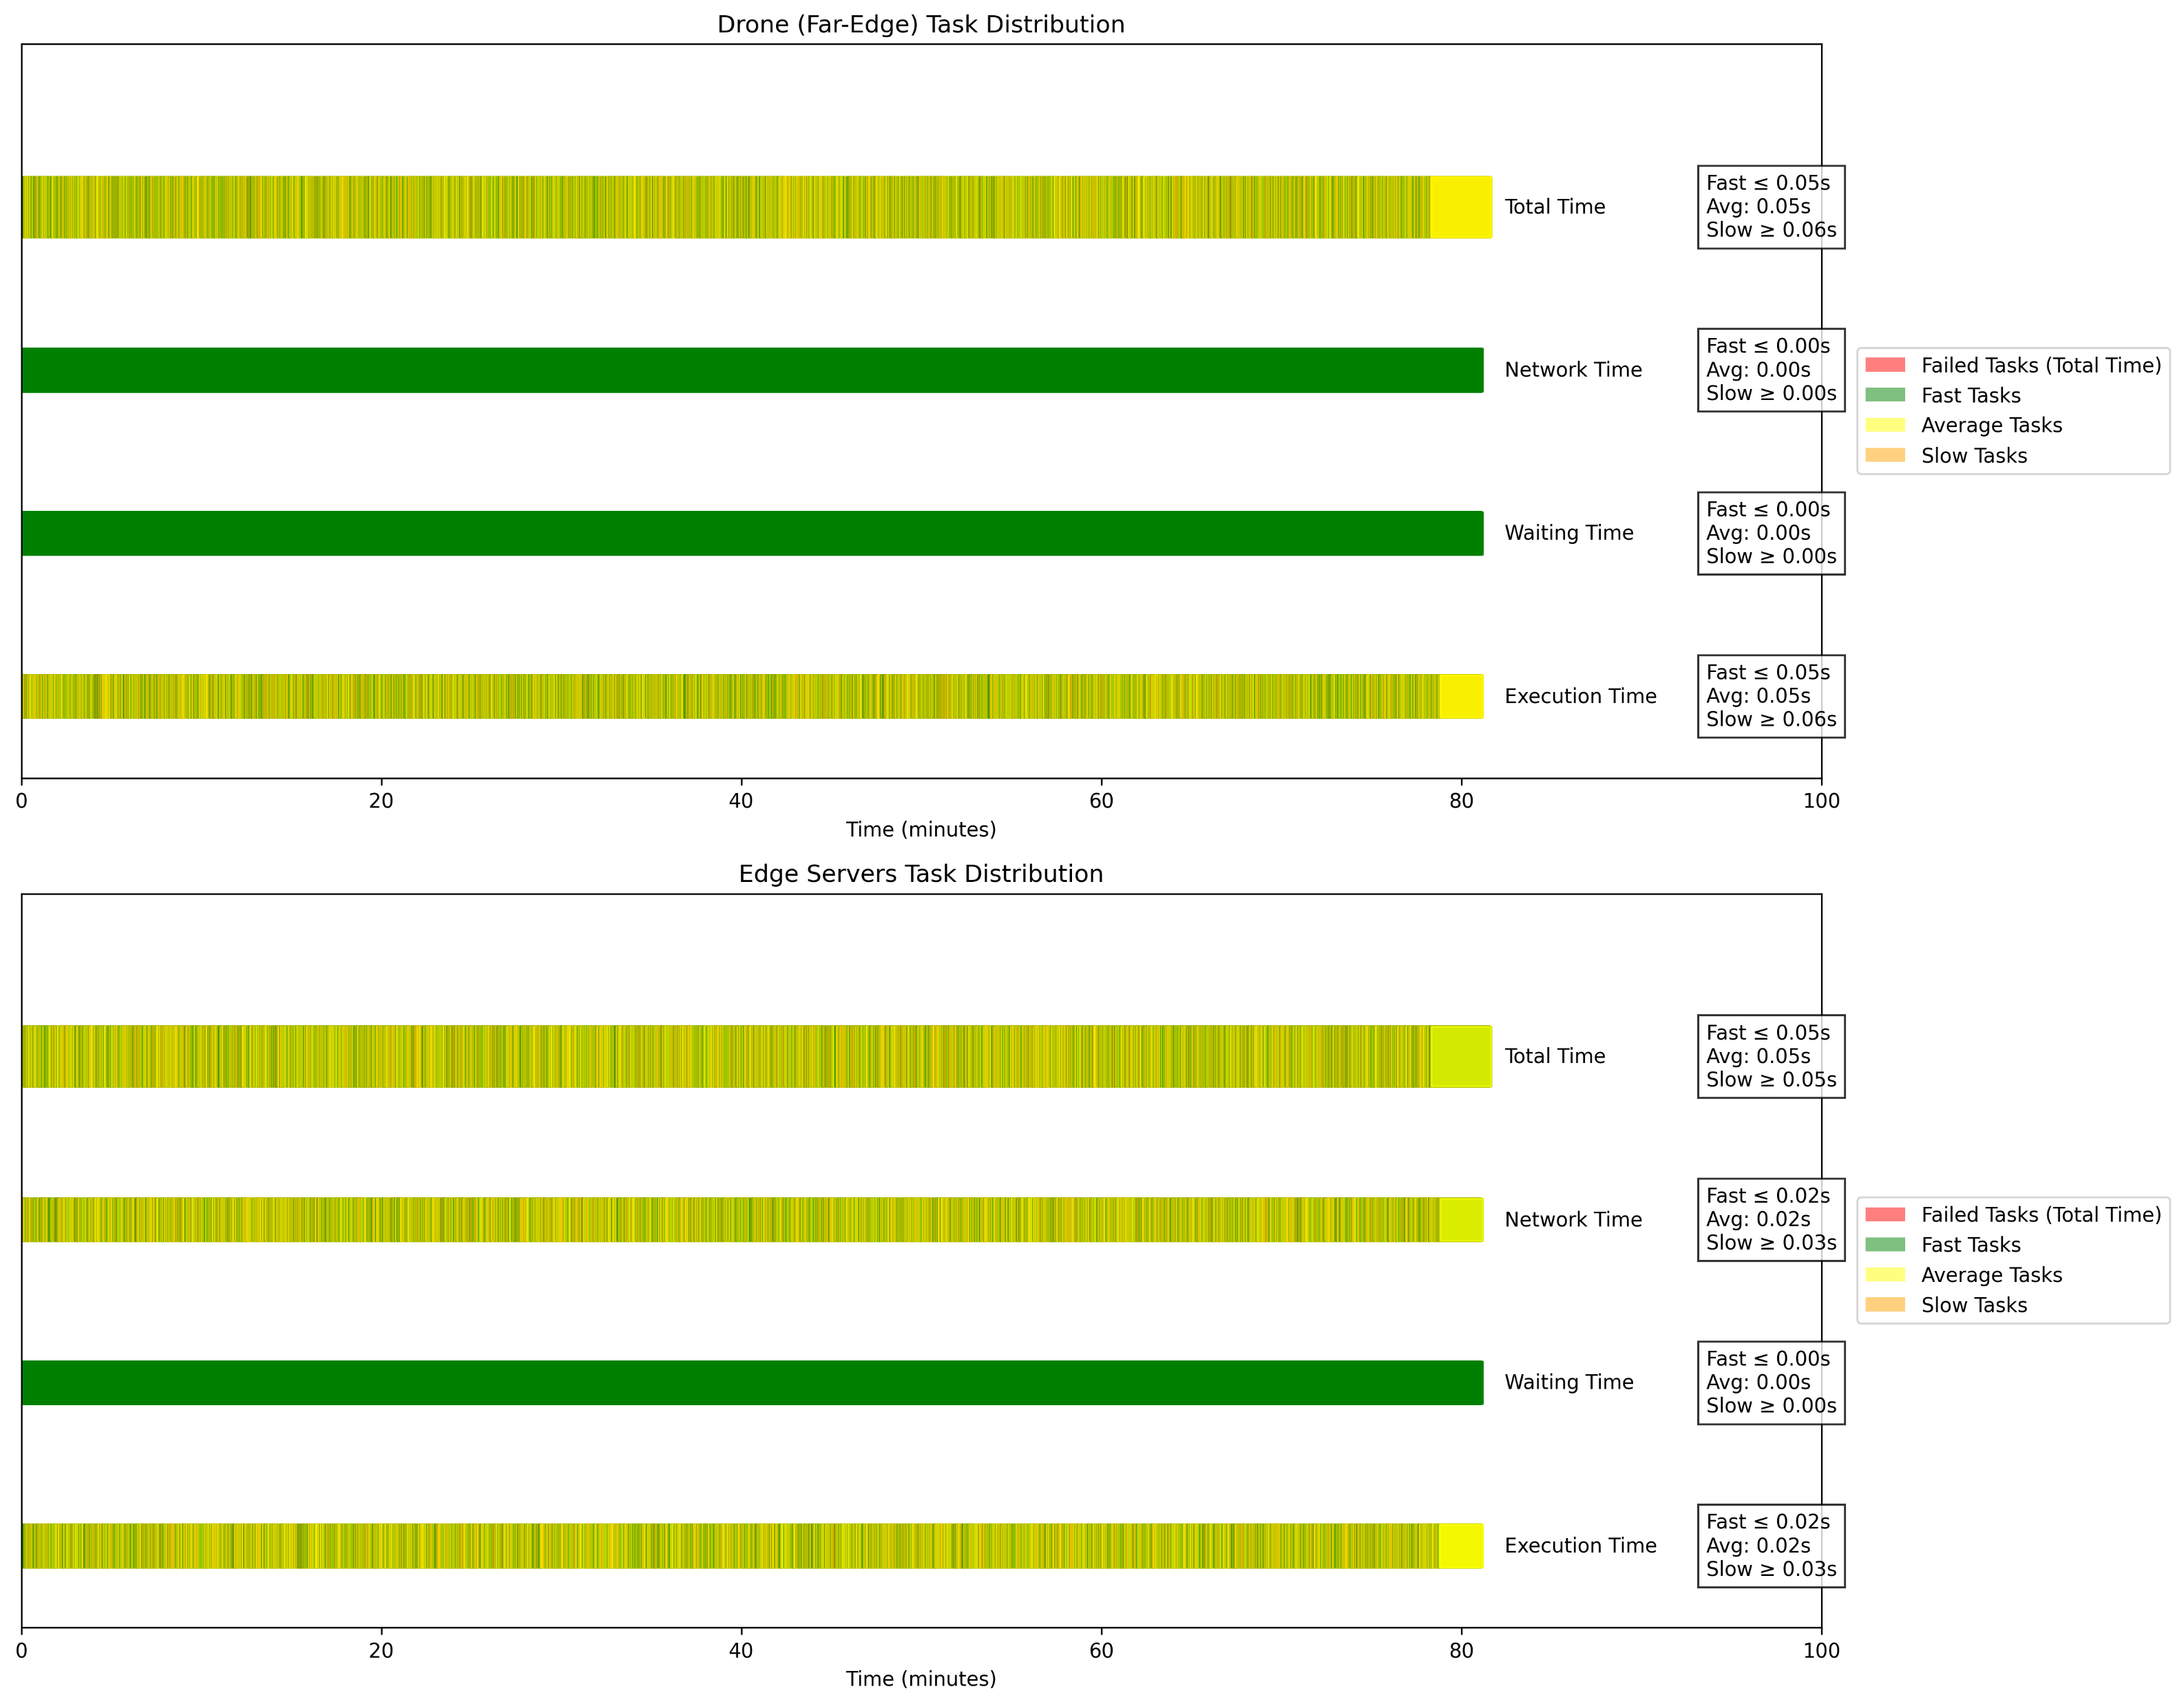 Drone (Far-Edge) Task Distribution
Total Time
Fast ≤ 0.05s
Avg: 0.05s
Slow ≥ 0.06s
Network Time
Fast ≤ 0.00s
Avg: 0.00s
Slow ≥ 0.00s
Failed Tasks (Total Time)
Fast Tasks
Average Tasks
Slow Tasks
Waiting Time
Fast ≤ 0.00s
Avg: 0.00s
Slow ≥ 0.00s
Execution Time
Fast ≤ 0.05s
Avg: 0.05s
Slow ≥ 0.06s
0 20 40 60 80 100
Time (minutes)
Edge Servers Task Distribution
Total Time
Fast ≤ 0.05s
Avg: 0.05s
Slow ≥ 0.05s
Network Time
Fast ≤ 0.02s
Avg: 0.02s
Slow ≥ 0.03s
Failed Tasks (Total Time)
Fast Tasks
Average Tasks
Slow Tasks
Waiting Time
Fast ≤ 0.00s
Avg: 0.00s
Slow ≥ 0.00s
Execution Time
Fast ≤ 0.02s
Avg: 0.02s
Slow ≥ 0.03s
0 20 40 60 80 100
Time (minutes)